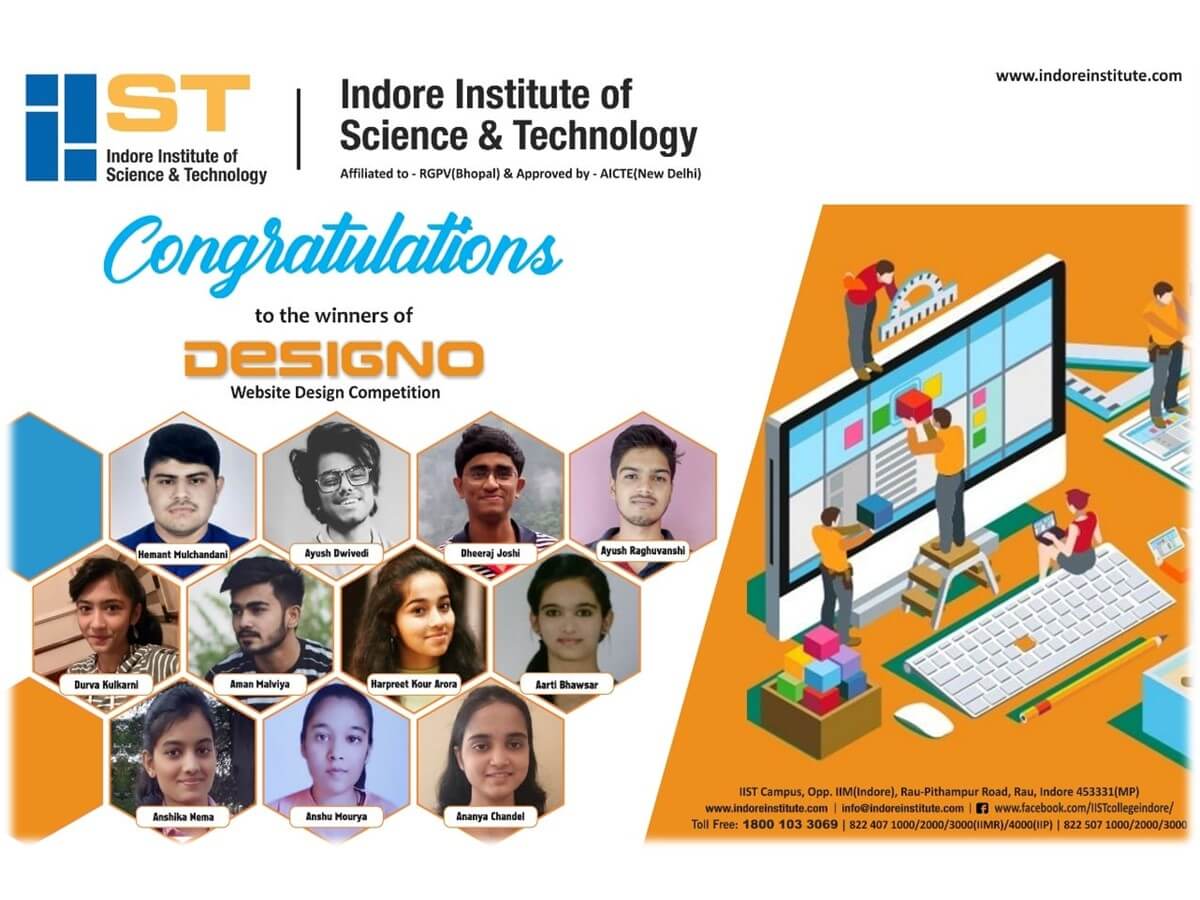 IIST
Indore Institute of
Science & Technology
Indore Institute of
Science & Technology
Affiliated to - RGPV(Bhopal) & Approved by - AICTE(New Delhi)
www.indoreinstitute.com
Congratulations
to the winners of
DESIGNO
Website Design Competition
Hemant Mulchandani
Ayush Dwivedi
Dheeraj Joshi
Ayush Raghuvanshi
Durva Kulkarni
Aman Malviya
Harpreet Kour Arora
Aarti Bhawsar
Anshika Nema
Anshu Mourya
Ananya Chandel
IIST Campus, Opp. IIM(Indore), Rau-Pithampur Road, Rau, Indore 453331(MP)
www.indoreinstitute.com | info@indoreinstitute.com | www.facebook.com/IISTcollegeindore/
Toll Free: 1800 103 3069 | 822 407 1000/2000/3000(IIMR)/4000(IIP) | 822 507 1000/2000/3000